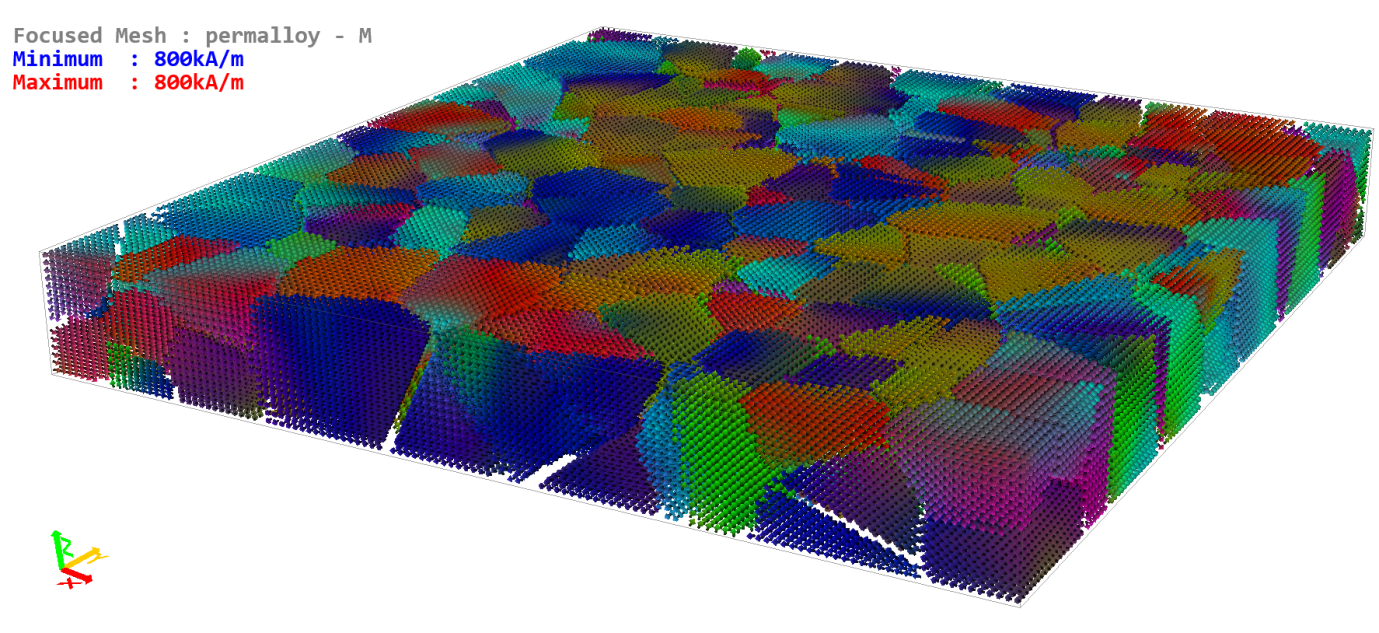 Focused Mesh : permalloy - M
Minimum  : 800kA/m
Maximum  : 800kA/m
z
y
x